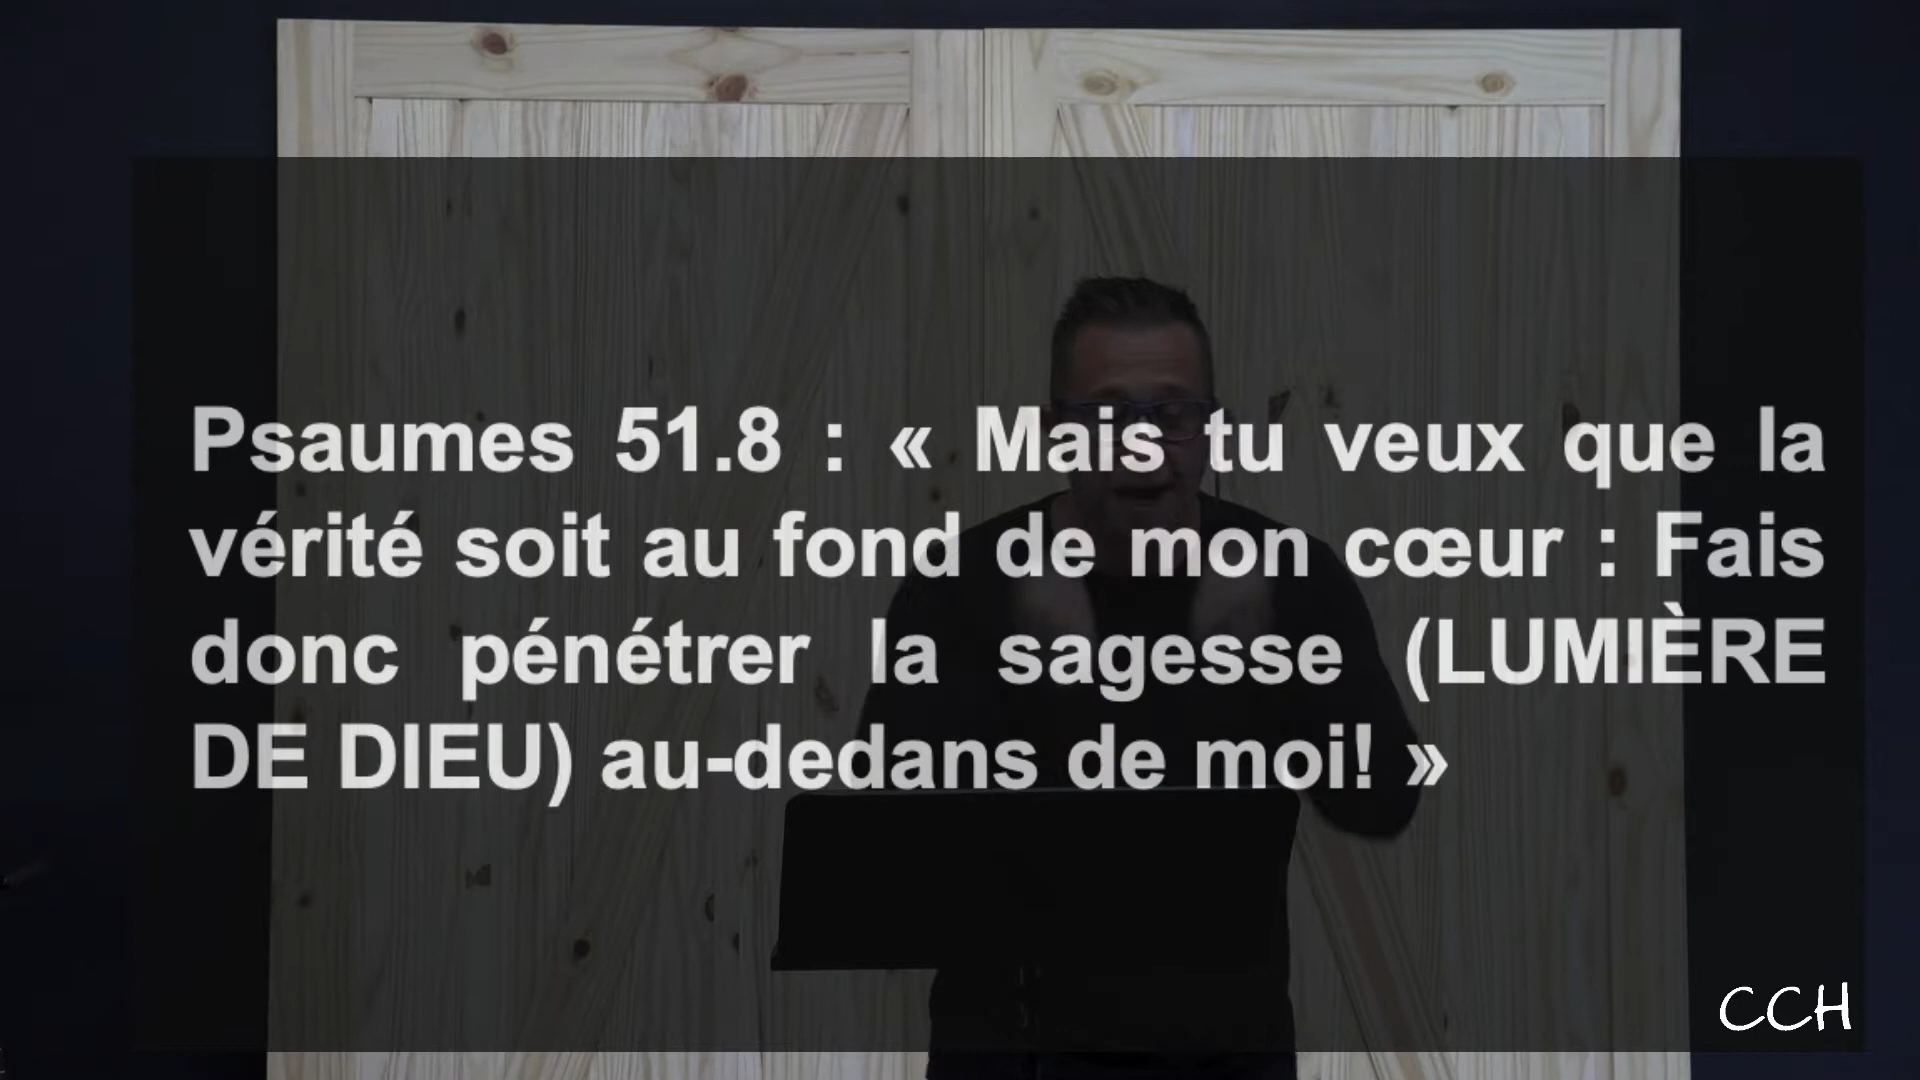 Psaumes 51.8 : « Mais tu veux que la
vérité soit au fond de mon cœur : Fais
donc pénétrer la sagesse (LUMIÈRE
DE DIEU) au-dedans de moi! »
CCH